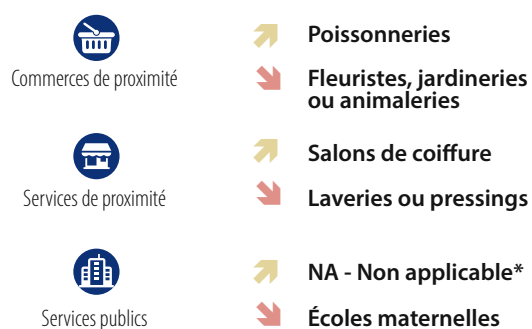 Commerces de proximité
Poissonneries
Fleuristes, jardineries
ou animaleries
Services de proximité
Salons de coiffure
Laveries ou pressings
Services publics
NA - Non applicable*
Écoles maternelles